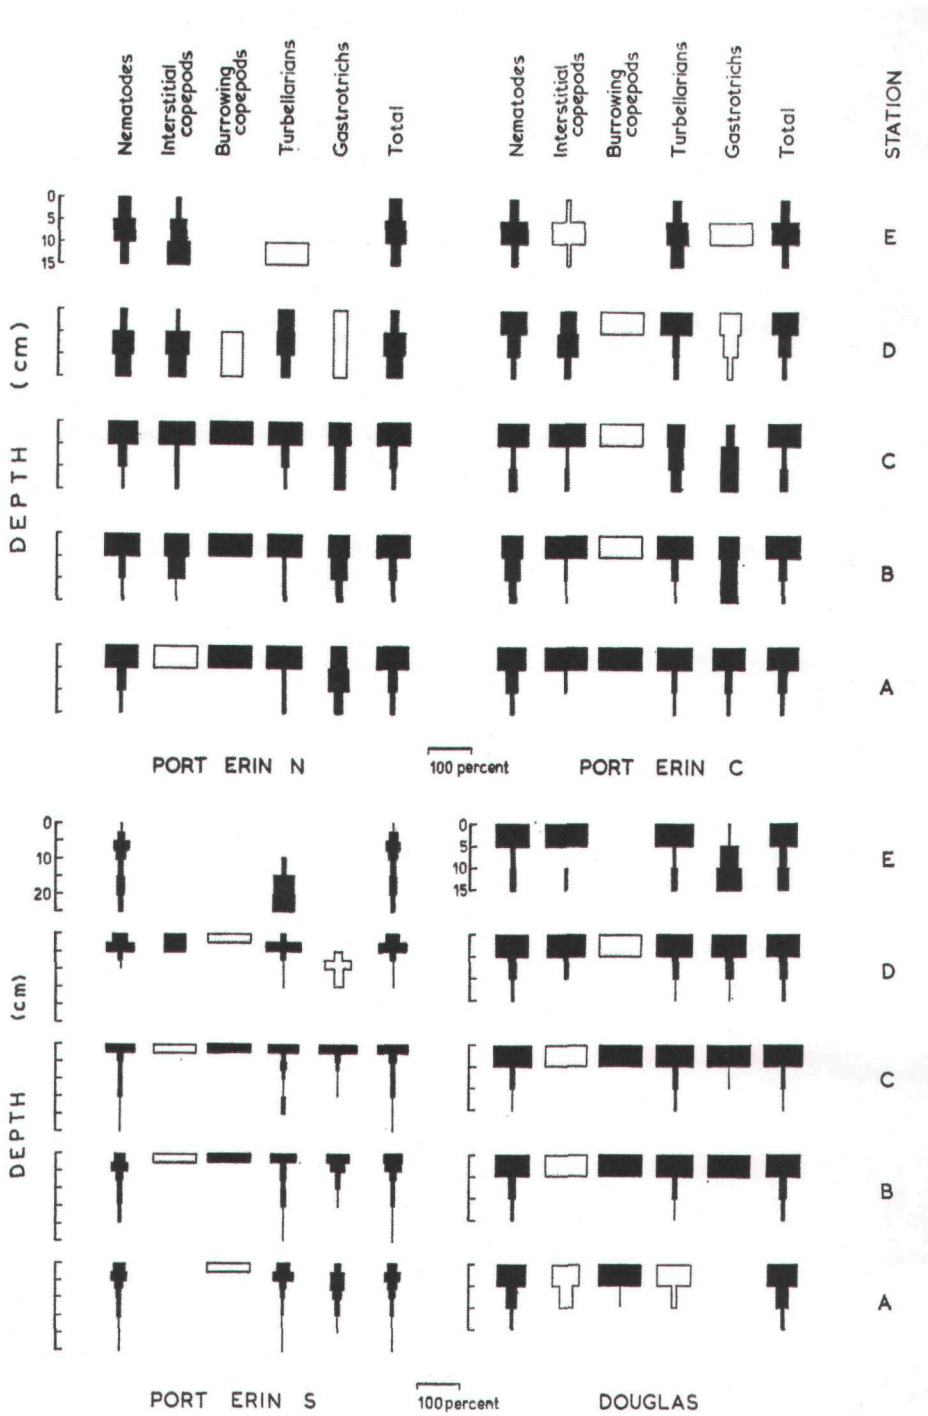 Nematodes
Interstitial
copepods
Burrowing
copepods
Turbellarians
Gastrotrichs
Total
Nematodes
Interstitial
copepods
Burrowing
copepods
Turbellarians
Gastrotrichs
Total
STATION
0
5
10
15
E
DEPTH (cm)
D
C
B
A
PORT ERIN N
100 percent
PORT ERIN C
0
10
20
0
5
10
15
E
DEPTH (cm)
D
C
B
A
PORT ERIN S
100 percent
DOUGLAS